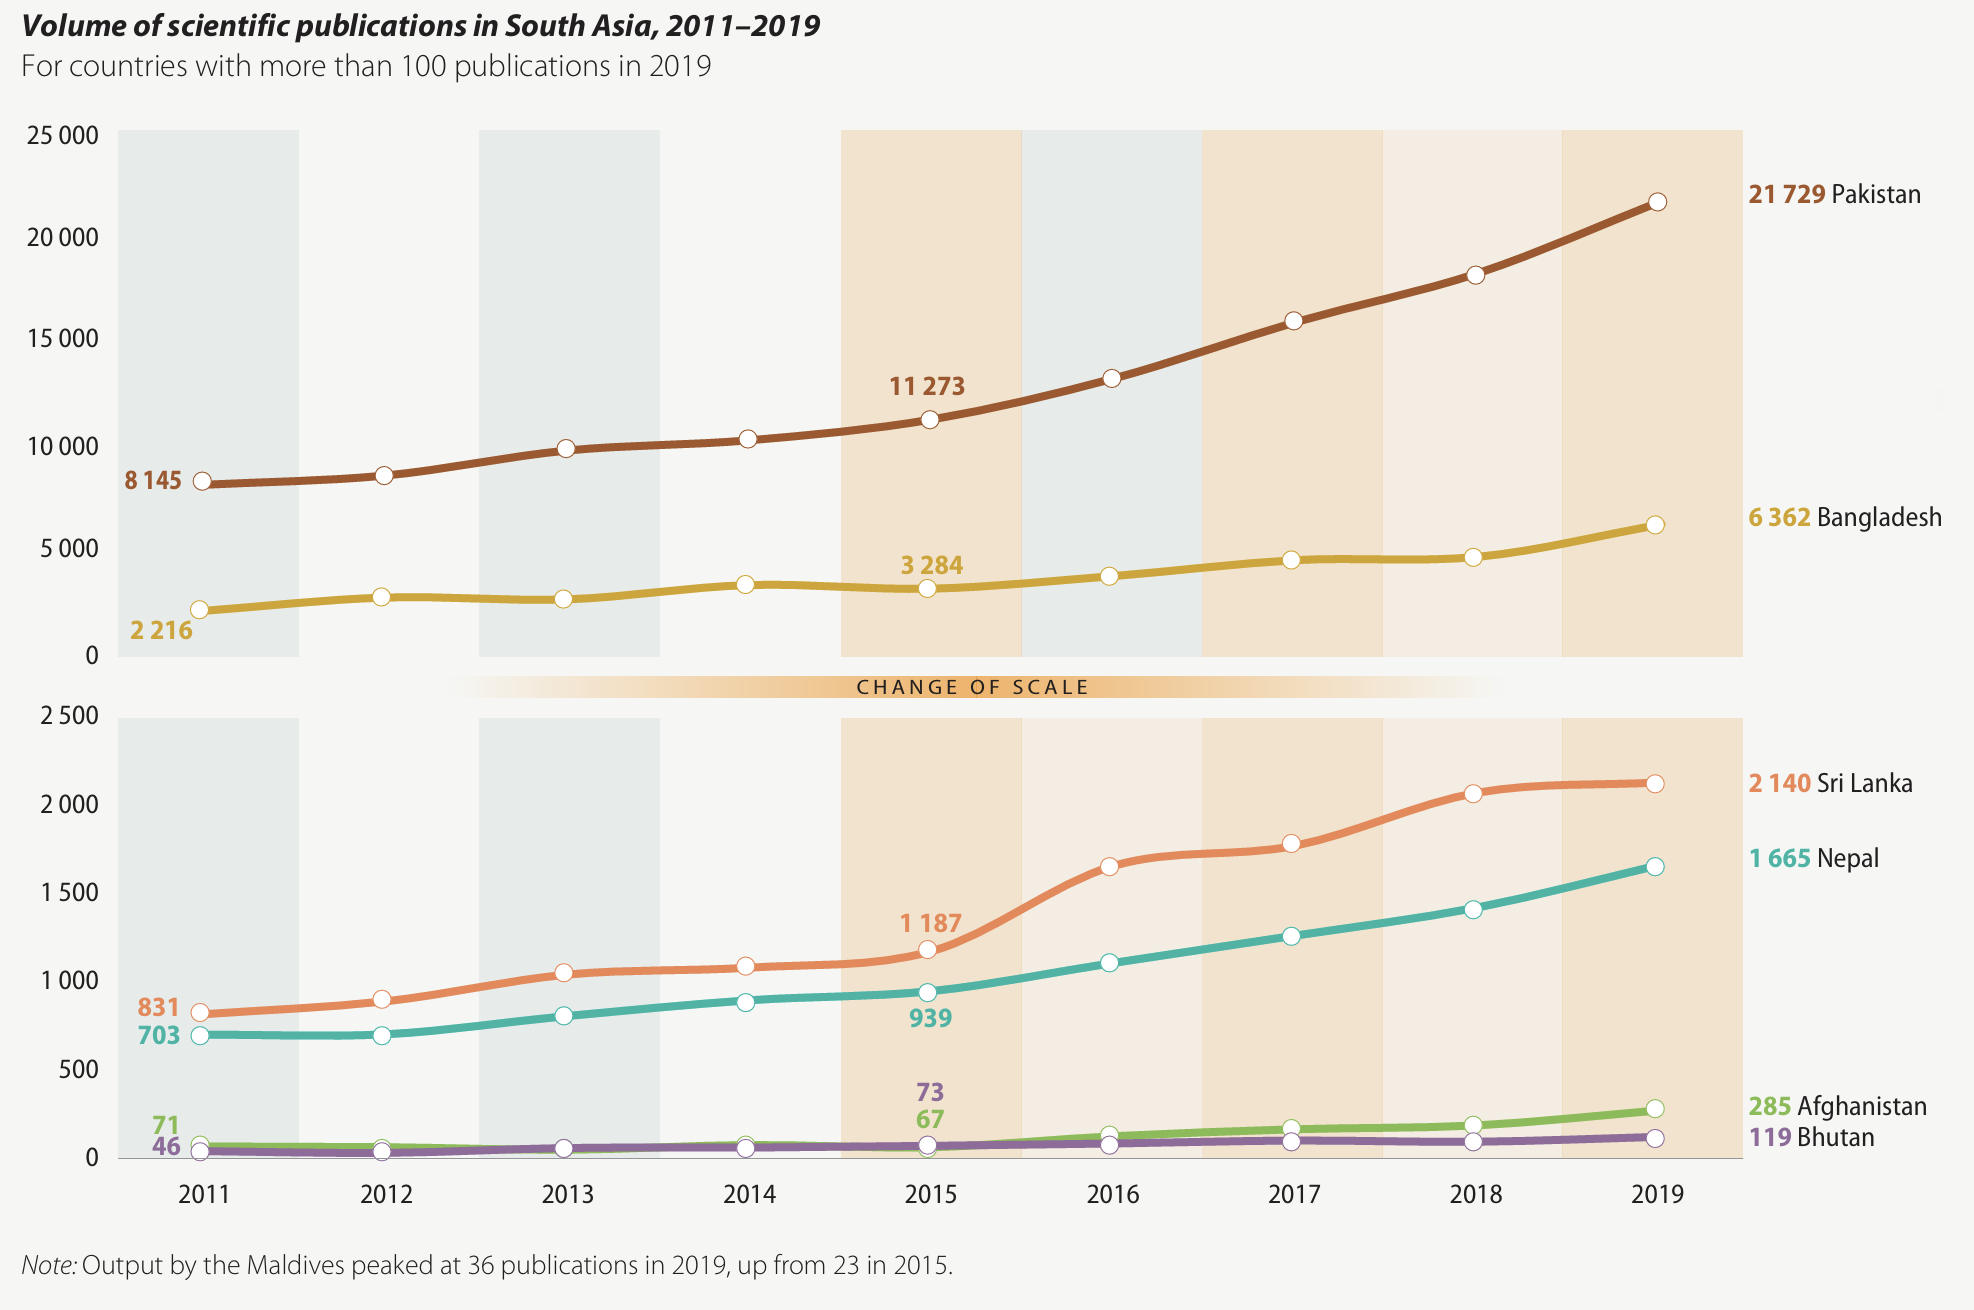 Volume of scientific publications in South Asia, 2011–2019
For countries with more than 100 publications in 2019
25 000
20 000
15 000
10 000
5 000
0
8 145
11 273
21 729 Pakistan
2 216
3 284
6 362 Bangladesh
CHANGE OF SCALE
2 500
2 000
1 500
1 000
500
0
831
1 187
2 140 Sri Lanka
703
939
1 665 Nepal
71
67
285 Afghanistan
46
73
119 Bhutan
2011 2012 2013 2014 2015 2016 2017 2018 2019
Note: Output by the Maldives peaked at 36 publications in 2019, up from 23 in 2015.